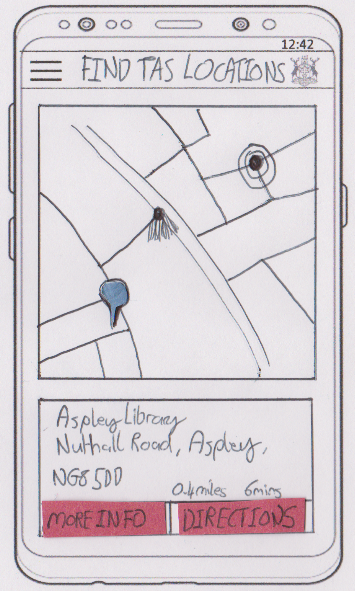 12:42
FIND TAS LOCATIONS
Aspley Library
Nuthall Road, Aspley,
NG8 5DD
0.4miles 6mins
MORE INFO DIRECTIONS